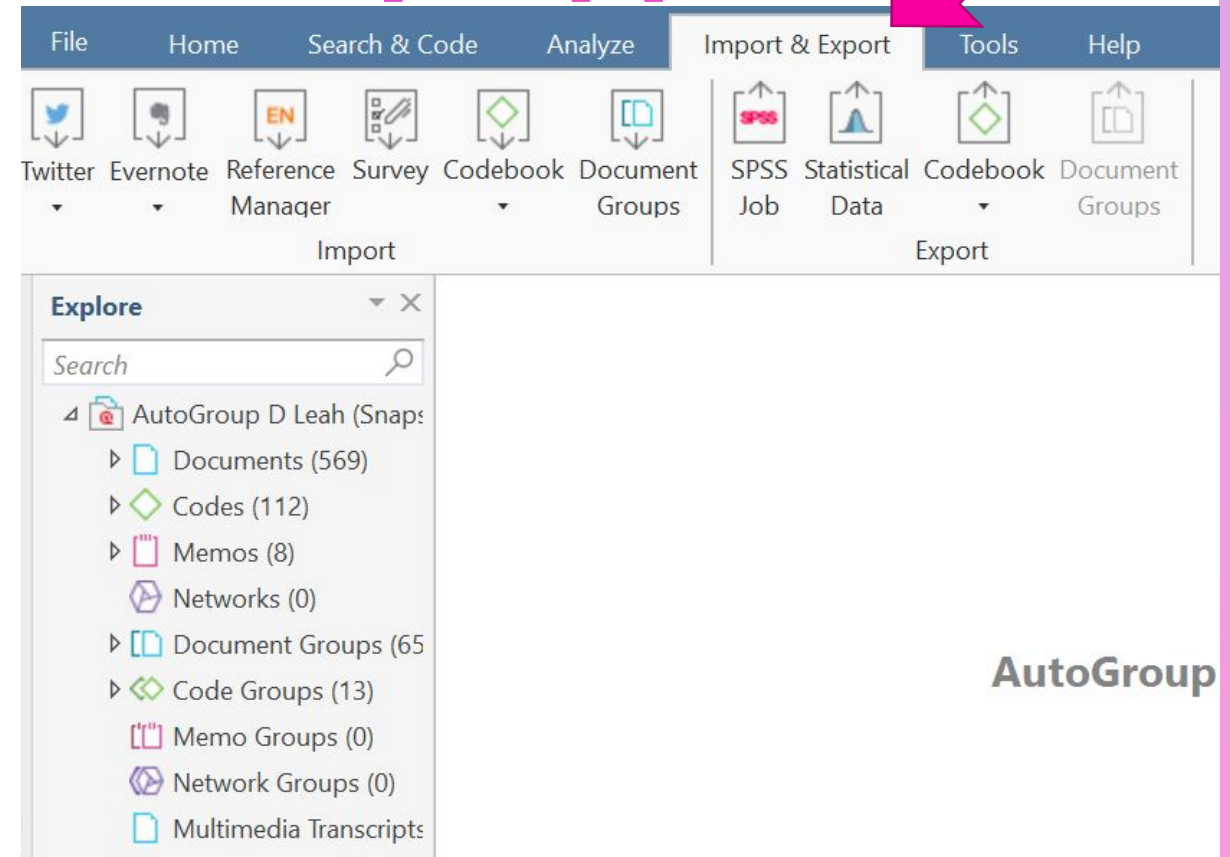 File Home Search & Code Analyze Import & Export Tools Help
EN SPSS
Twitter Evernote Reference Survey Codebook Document SPSS Statistical Codebook Document
Manager Groups Job Data Groups
Import Export
Explore
Search
AutoGroup D Leah (Snaps
Documents (569)
Codes (112)
Memos (8)
Networks (0)
Document Groups (65
Code Groups (13)
AutoGroup
Memo Groups (0)
Network Groups (0)
Multimedia Transcripts